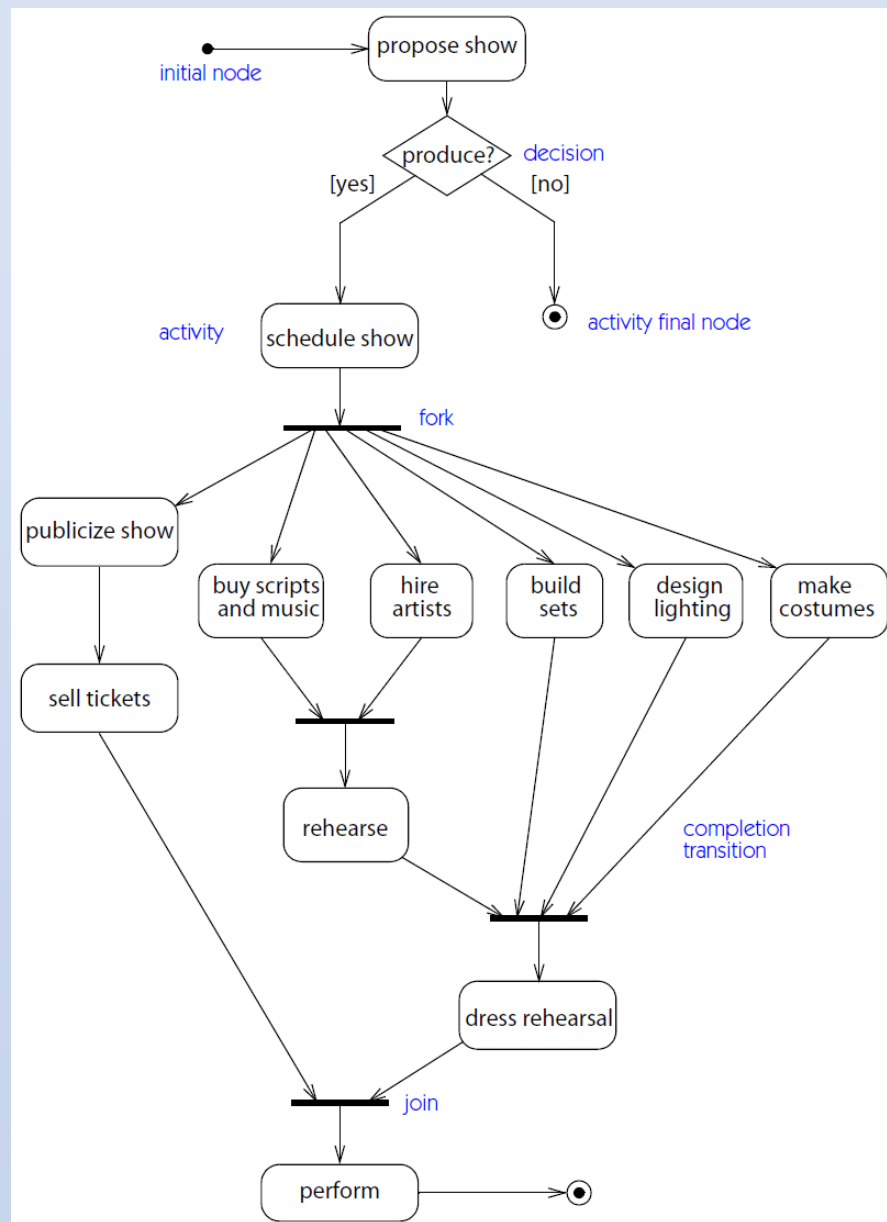 propose show
initial node
produce?
decision
[yes]
[no]
activity
schedule show
activity final node
fork
publicize show
buy scripts
and music
hire
artists
build
sets
design
lighting
make
costumes
sell tickets
rehearse
completion
transition
dress rehearsal
join
perform